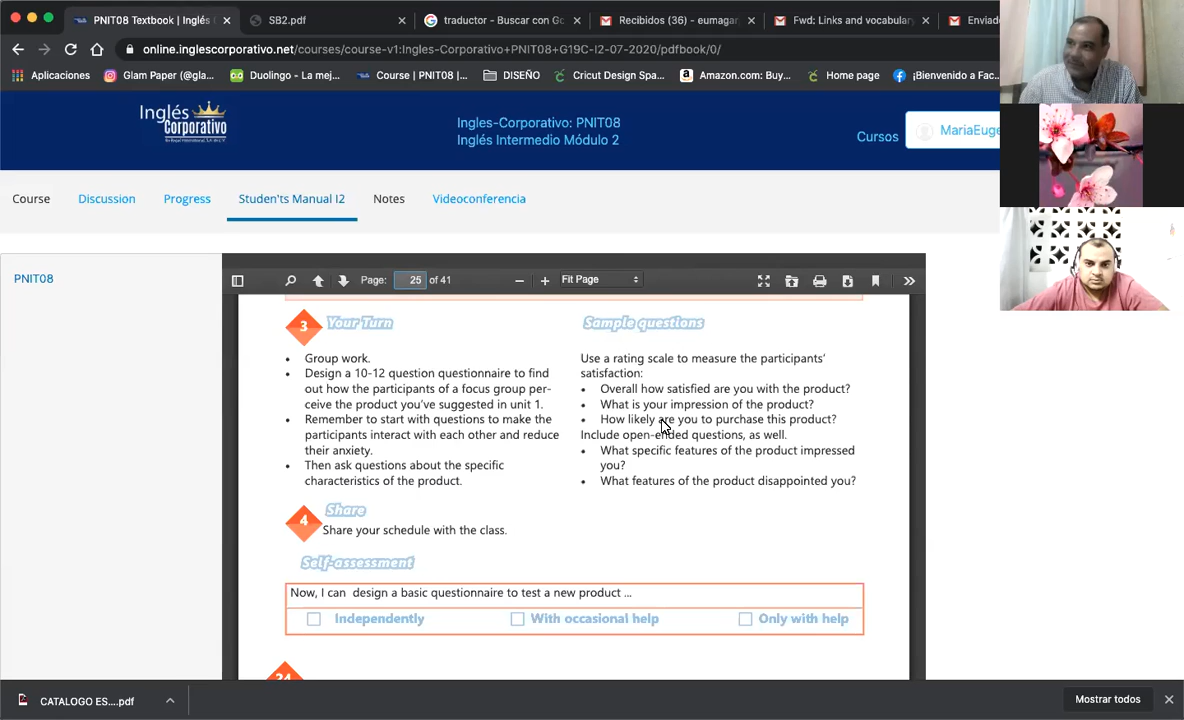 PNIT08 Textbook | Inglés C
SB2.pdf
traductor - Buscar con Go
Recibidos (36) - eumagar
Fwd: Links and vocabulary
Enviado
online.inglescorporativo.net/courses/course-v1:Ingles-Corporativo+PNIT08+G19C-I2-07-2020/pdfbook/0/
Aplicaciones
Glam Paper (@gla...
Duolingo - La mej...
Course | PNIT08 |...
DISEÑO
Cricut Design Spa...
Amazon.com: Buy...
Home page
¡Bienvenido a Fac...
Inglés
Corporativo
Ingles-Corporativo: PNIT08
Inglés Intermedio Módulo 2
Cursos
MariaEuge
Course
Discussion
Progress
Studen'ts Manual I2
Notes
Videoconferencia
PNIT08
Page:
25
of 41
Fit Page
3
Your Turn
• Group work.
• Design a 10-12 question questionnaire to find
out how the participants of a focus group per-
ceive the product you've suggested in unit 1.
• Remember to start with questions to make the
participants interact with each other and reduce
their anxiety.
• Then ask questions about the specific
characteristics of the product.
Sample questions
Use a rating scale to measure the participants'
satisfaction:
• Overall how satisfied are you with the product?
• What is your impression of the product?
• How likely are you to purchase this product?
Include open-ended questions, as well.
• What specific features of the product impressed
you?
• What features of the product disappointed you?
4
Share
Share your schedule with the class.
Self-assessment
Now, I can design a basic questionnaire to test a new product ...
Independently
With occasional help
Only with help
24
CATALOGO ES....pdf
Mostrar todos